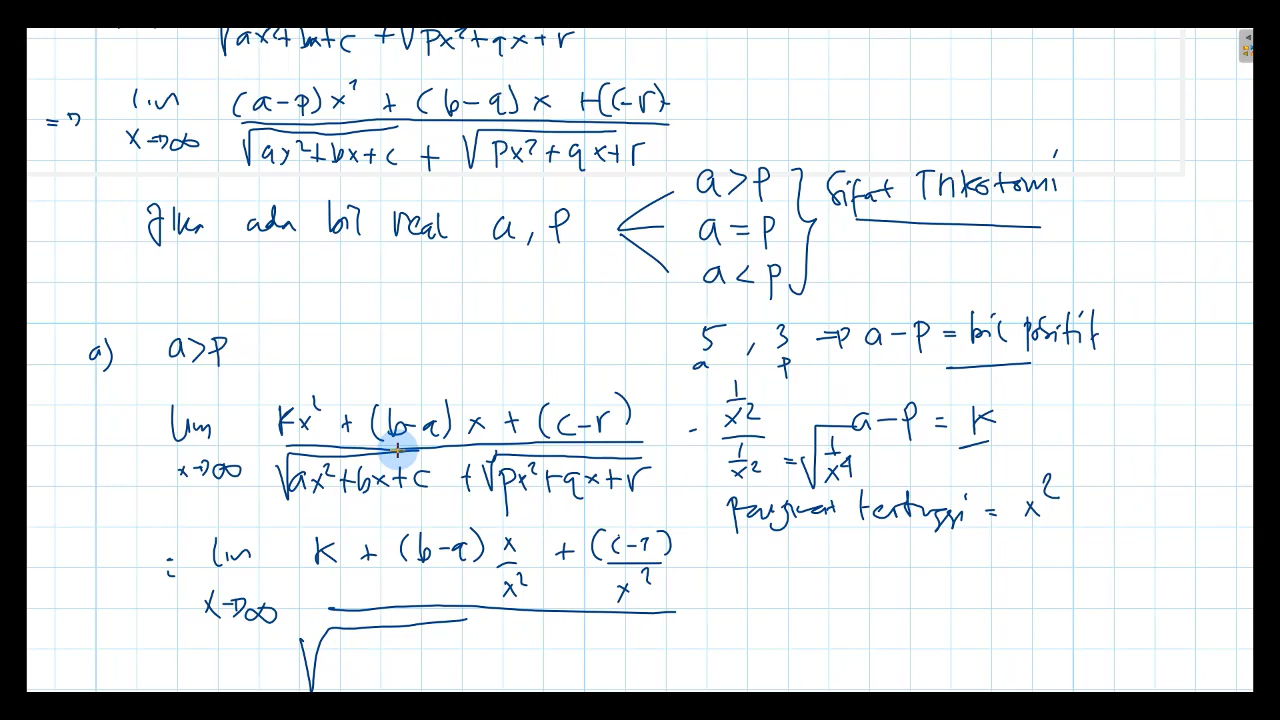 √ax²+bx+c + √px²+qx+r
=> lim x→∞ ((a-p)x² + (b-q)x + (c-r)) / (√ax²+bx+c + √px²+qx+r)
Jika ada bil real a, p < a>p } Sifat Trikotomi
a = p
a < p
a) a>p
5 , 3 => a-p = bil positif
a p
a-p = k
lim x→∞ (kx² + (b-q)x + (c-r)) / (√ax²+bx+c + √px²+qx+r)
(1/x²) / (1/x²) = √(1/x⁴)
Pangkat tertinggi = x²
= lim x→∞ k + (b-q) x/x² + (c-r)/x²
√